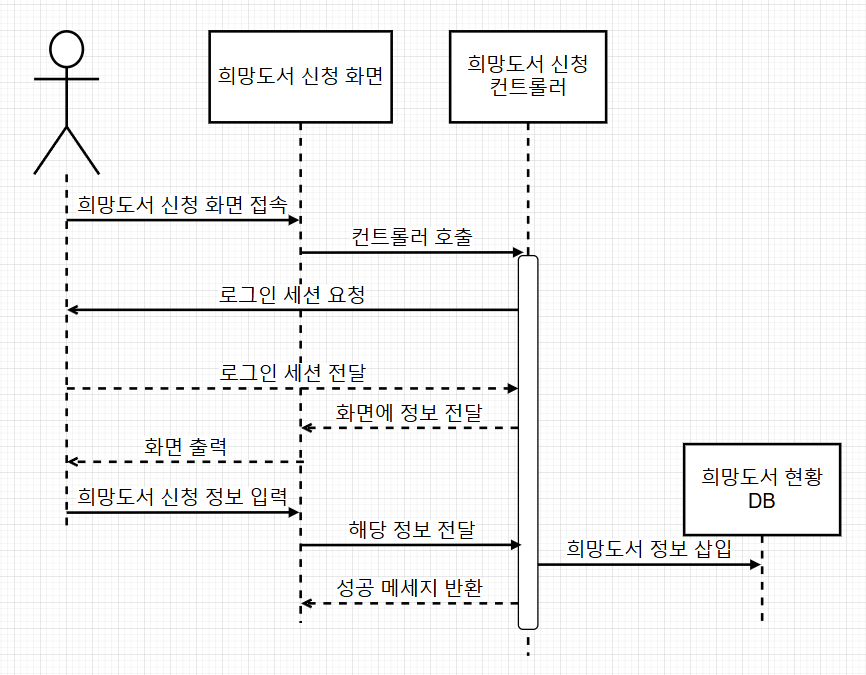 희망도서 신청 화면
희망도서 신청
컨트롤러
희망도서 신청 화면 접속
컨트롤러 호출
로그인 세션 요청
로그인 세션 전달
화면에 정보 전달
화면 출력
희망도서 현황
DB
희망도서 신청 정보 입력
해당 정보 전달
희망도서 정보 삽입
성공 메세지 반환